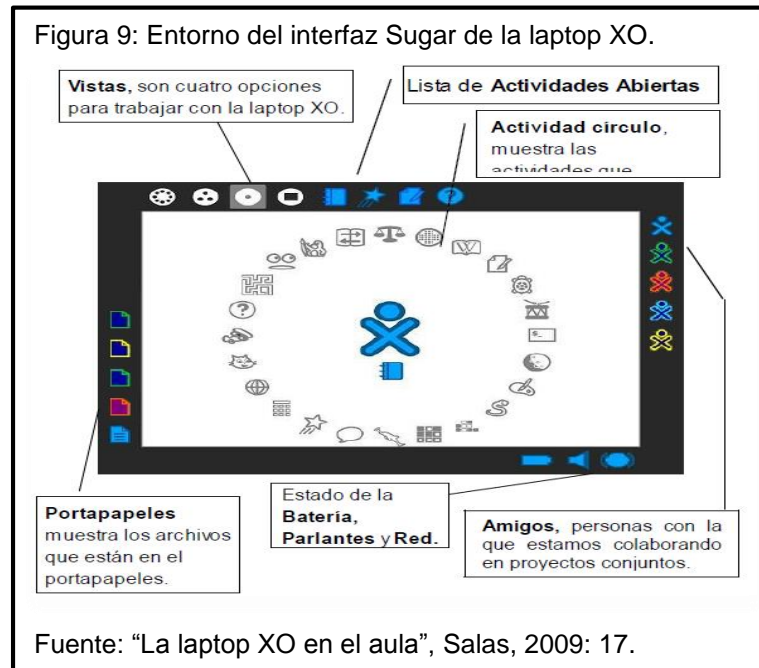 Figura 9: Entorno del interfaz Sugar de la laptop XO.
Vistas, son cuatro opciones
para trabajar con la laptop XO.
Lista de Actividades Abiertas
Actividad círculo,
muestra las
actividades que
Portapapeles
muestra los archivos
que están en el
portapapeles.
Estado de la
Batería,
Parlantes y Red.
Amigos, personas con la
que estamos colaborando
en proyectos conjuntos.
Fuente: “La laptop XO en el aula”, Salas, 2009: 17.